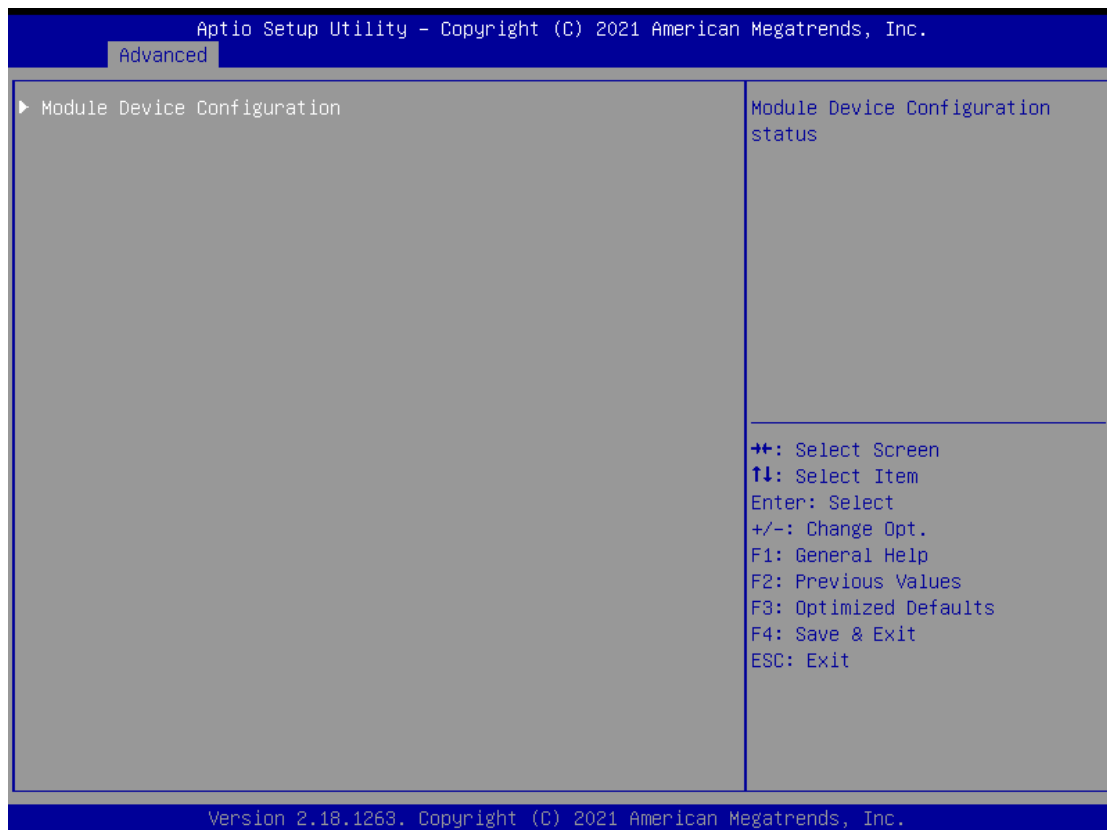 Aptio Setup Utility – Copyright (C) 2021 American Megatrends, Inc.
Advanced
▶ Module Device Configuration
Module Device Configuration
status
→←: Select Screen
↑↓: Select Item
Enter: Select
+/-: Change Opt.
F1: General Help
F2: Previous Values
F3: Optimized Defaults
F4: Save & Exit
ESC: Exit
Version 2.18.1263. Copyright (C) 2021 American Megatrends, Inc.